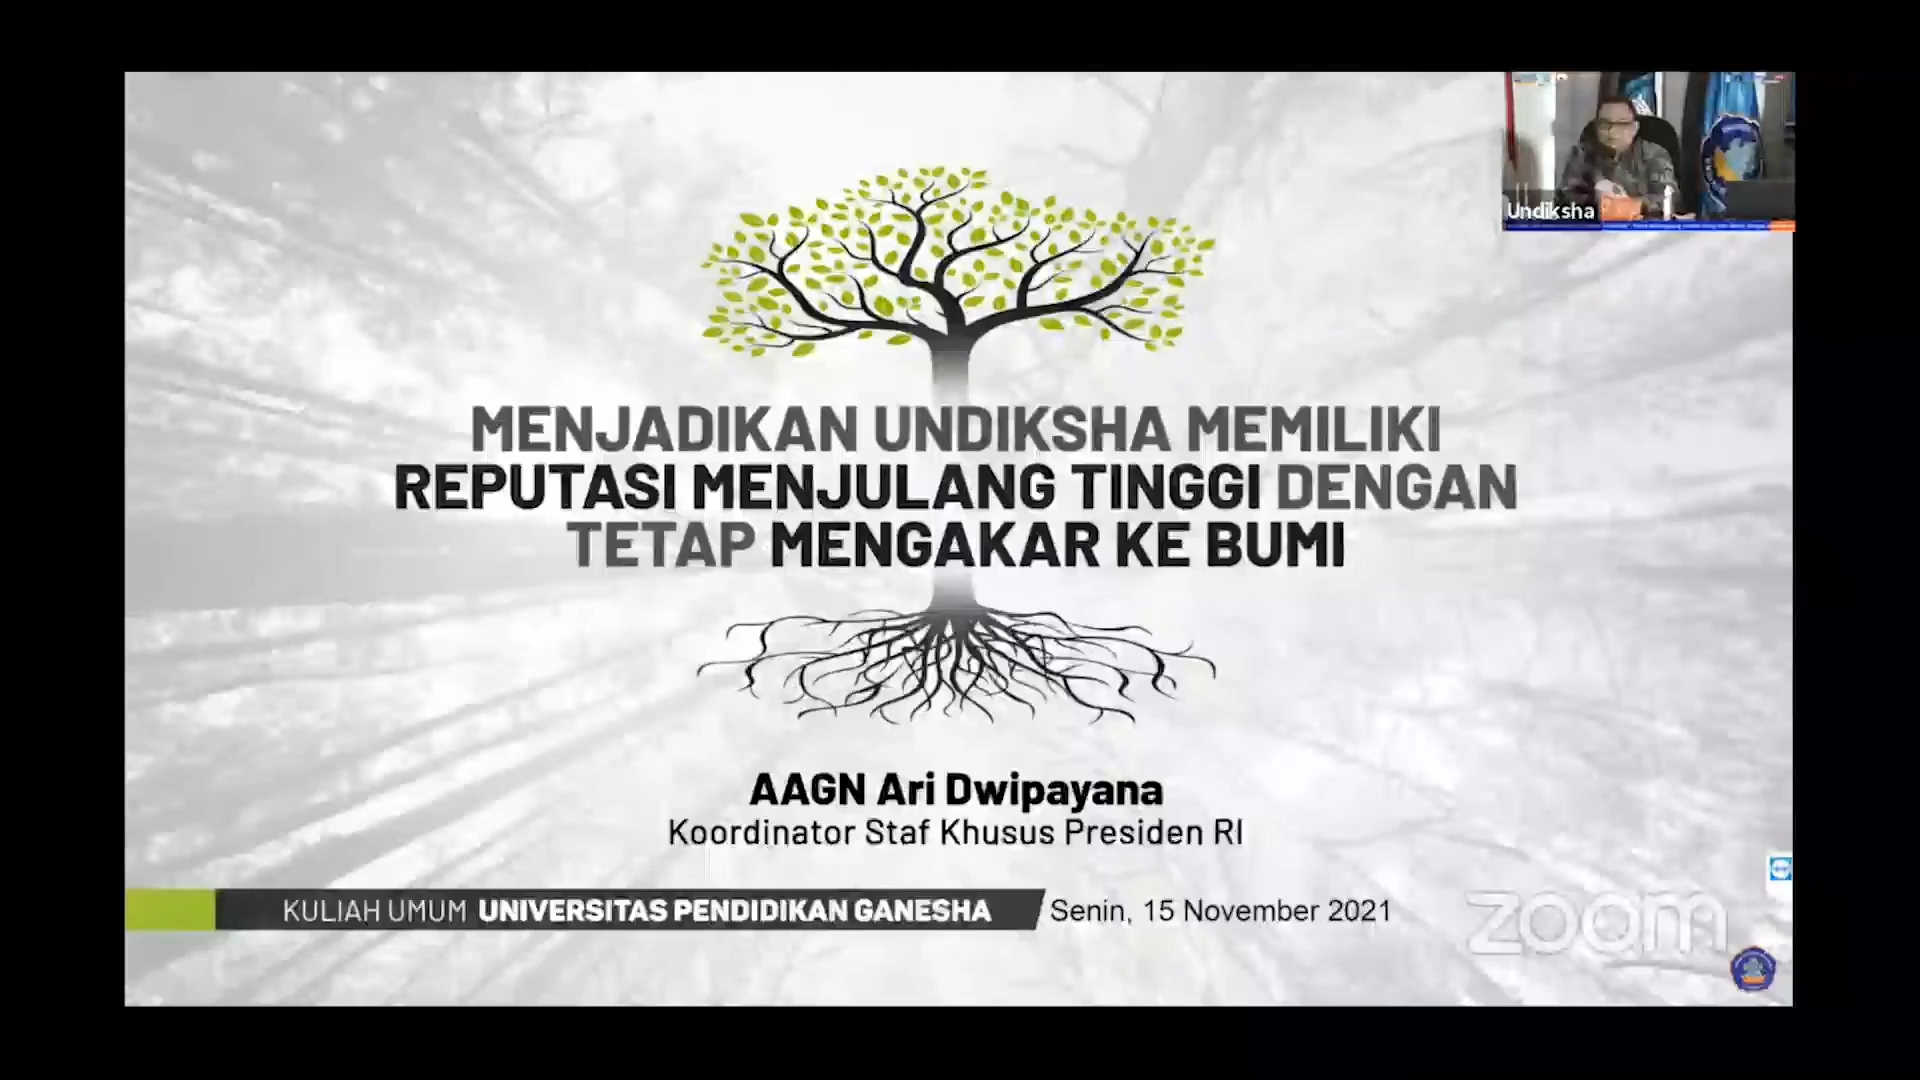 Undiksha
MENJADIKAN UNDIKSHA MEMILIKI
REPUTASI MENJULANG TINGGI DENGAN
TETAP MENGAKAR KE BUMI
AAGN Ari Dwipayana
Koordinator Staf Khusus Presiden RI
KULIAH UMUM UNIVERSITAS PENDIDIKAN GANESHA Senin, 15 November 2021
zoom